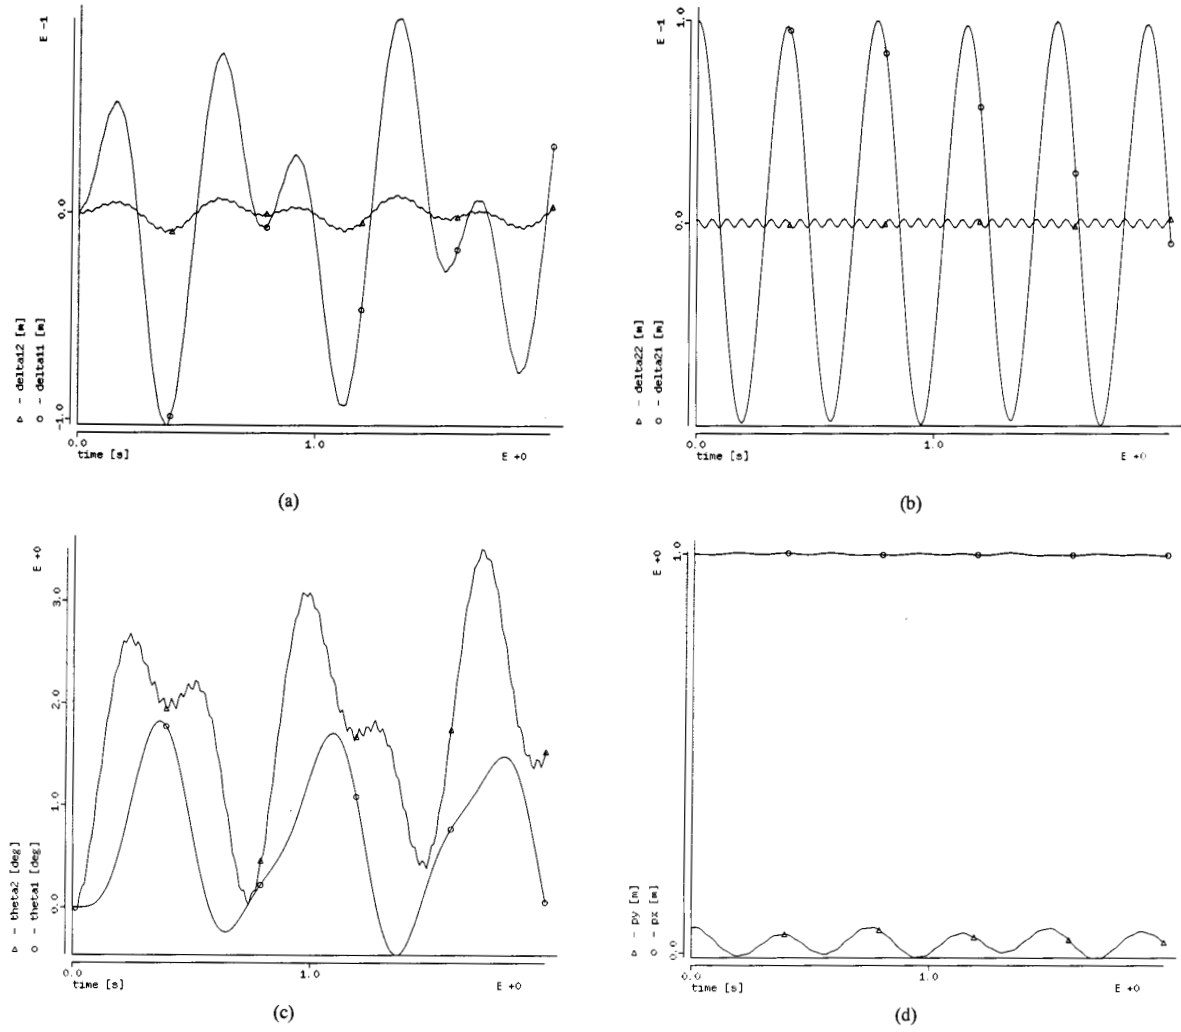 E -1
0.0
-1.0
△ - delta12 [m]
○ - delta11 [m]
0.0
1.0
time [s]
E +0
(a)
E -1
1.0
0.0
△ - delta22 [m]
○ - delta21 [m]
0.0
1.0
time [s]
E +0
(b)
E +0
3.0
2.0
1.0
0.0
△ - theta2 [deg]
○ - theta1 [deg]
0.0
1.0
time [s]
E +0
(c)
E +0
1.0
0.0
△ - py [m]
○ - px [m]
0.0
1.0
time [s]
E +0
(d)